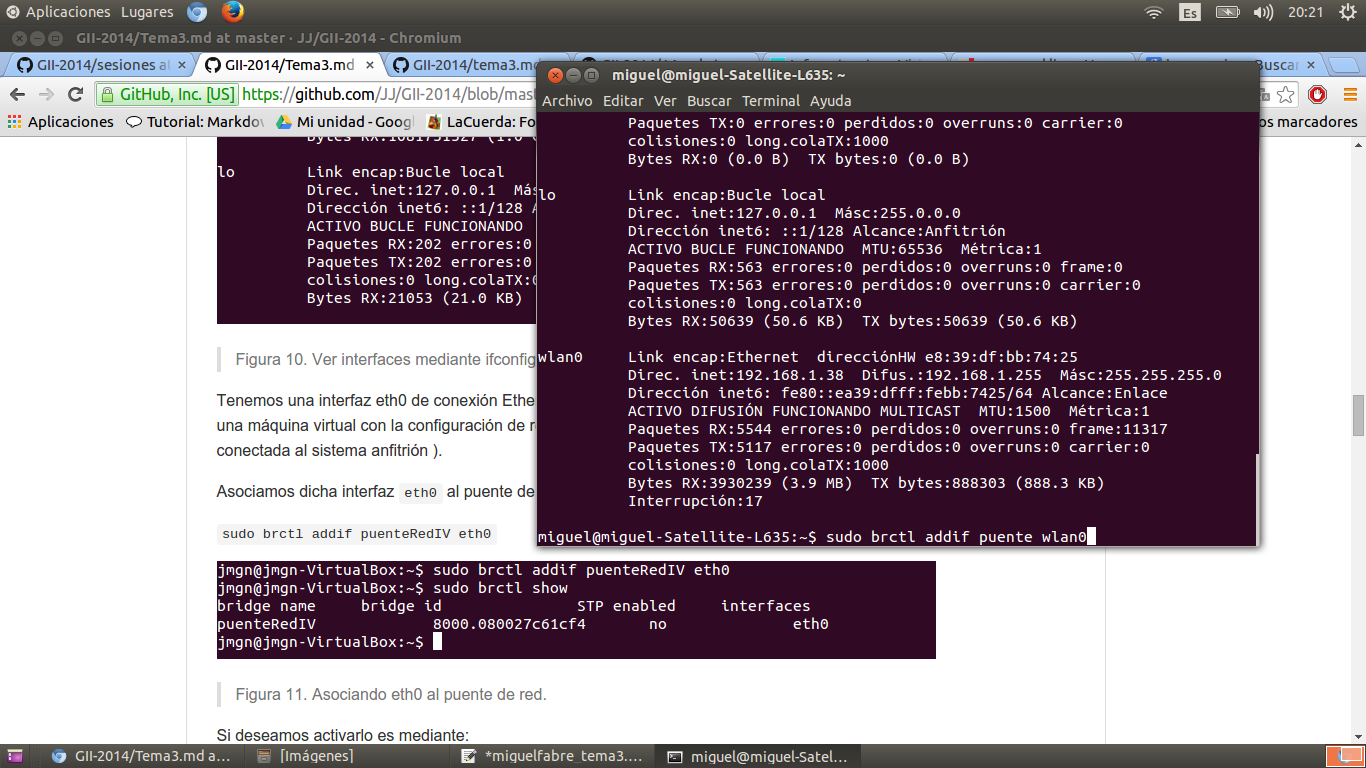 Aplicaciones Lugares
Es
20:21
GII-2014/Tema3.md at master · JJ/GII-2014 - Chromium
GII-2014/sesiones a
GII-2014/Tema3.md
GII-2014/tema3.md
Buscar
GitHub, Inc. [US] https://github.com/JJ/GII-2014/blob/mas
Aplicaciones
Tutorial: Markdo
Mi unidad - Googl
LaCuerda: Fo
os marcadores
lo Link encap:Bucle local
Direc. inet:127.0.0.1 Más
Dirección inet6: ::1/128 A
ACTIVO BUCLE FUNCIONANDO
Paquetes RX:202 errores:0
Paquetes TX:202 errores:0
colisiones:0 long.colaTX:0
Bytes RX:21053 (21.0 KB)
Figura 10. Ver interfaces mediante ifconfig
Tenemos una interfaz eth0 de conexión Ethe
una máquina virtual con la configuración de r
conectada al sistema anfitrión ).
Asociamos dicha interfaz eth0 al puente de
sudo brctl addif puenteRedIV eth0
jmgn@jmgn-VirtualBox:~$ sudo brctl addif puenteRedIV eth0
jmgn@jmgn-VirtualBox:~$ sudo brctl show
bridge name bridge id STP enabled interfaces
puenteRedIV 8000.080027c61cf4 no eth0
jmgn@jmgn-VirtualBox:~$
Figura 11. Asociando eth0 al puente de red.
Si deseamos activarlo es mediante:
miguel@miguel-Satellite-L635: ~
Archivo Editar Ver Buscar Terminal Ayuda
Paquetes TX:0 errores:0 perdidos:0 overruns:0 carrier:0
colisiones:0 long.colaTX:1000
Bytes RX:0 (0.0 B) TX bytes:0 (0.0 B)
lo Link encap:Bucle local
Direc. inet:127.0.0.1 Másc:255.0.0.0
Dirección inet6: ::1/128 Alcance:Anfitrión
ACTIVO BUCLE FUNCIONANDO MTU:65536 Métrica:1
Paquetes RX:563 errores:0 perdidos:0 overruns:0 frame:0
Paquetes TX:563 errores:0 perdidos:0 overruns:0 carrier:0
colisiones:0 long.colaTX:0
Bytes RX:50639 (50.6 KB) TX bytes:50639 (50.6 KB)
wlan0 Link encap:Ethernet direcciónHW e8:39:df:bb:74:25
Direc. inet:192.168.1.38 Difus.:192.168.1.255 Másc:255.255.255.0
Dirección inet6: fe80::ea39:dfff:febb:7425/64 Alcance:Enlace
ACTIVO DIFUSIÓN FUNCIONANDO MULTICAST MTU:1500 Métrica:1
Paquetes RX:5544 errores:0 perdidos:0 overruns:0 frame:11317
Paquetes TX:5117 errores:0 perdidos:0 overruns:0 carrier:0
colisiones:0 long.colaTX:1000
Bytes RX:3930239 (3.9 MB) TX bytes:888303 (888.3 KB)
Interrupción:17
miguel@miguel-Satellite-L635:~$ sudo brctl addif puente wlan0
GII-2014/Tema3.md a...
[Imágenes]
*miguelfabre_tema3....
miguel@miguel-Satel...